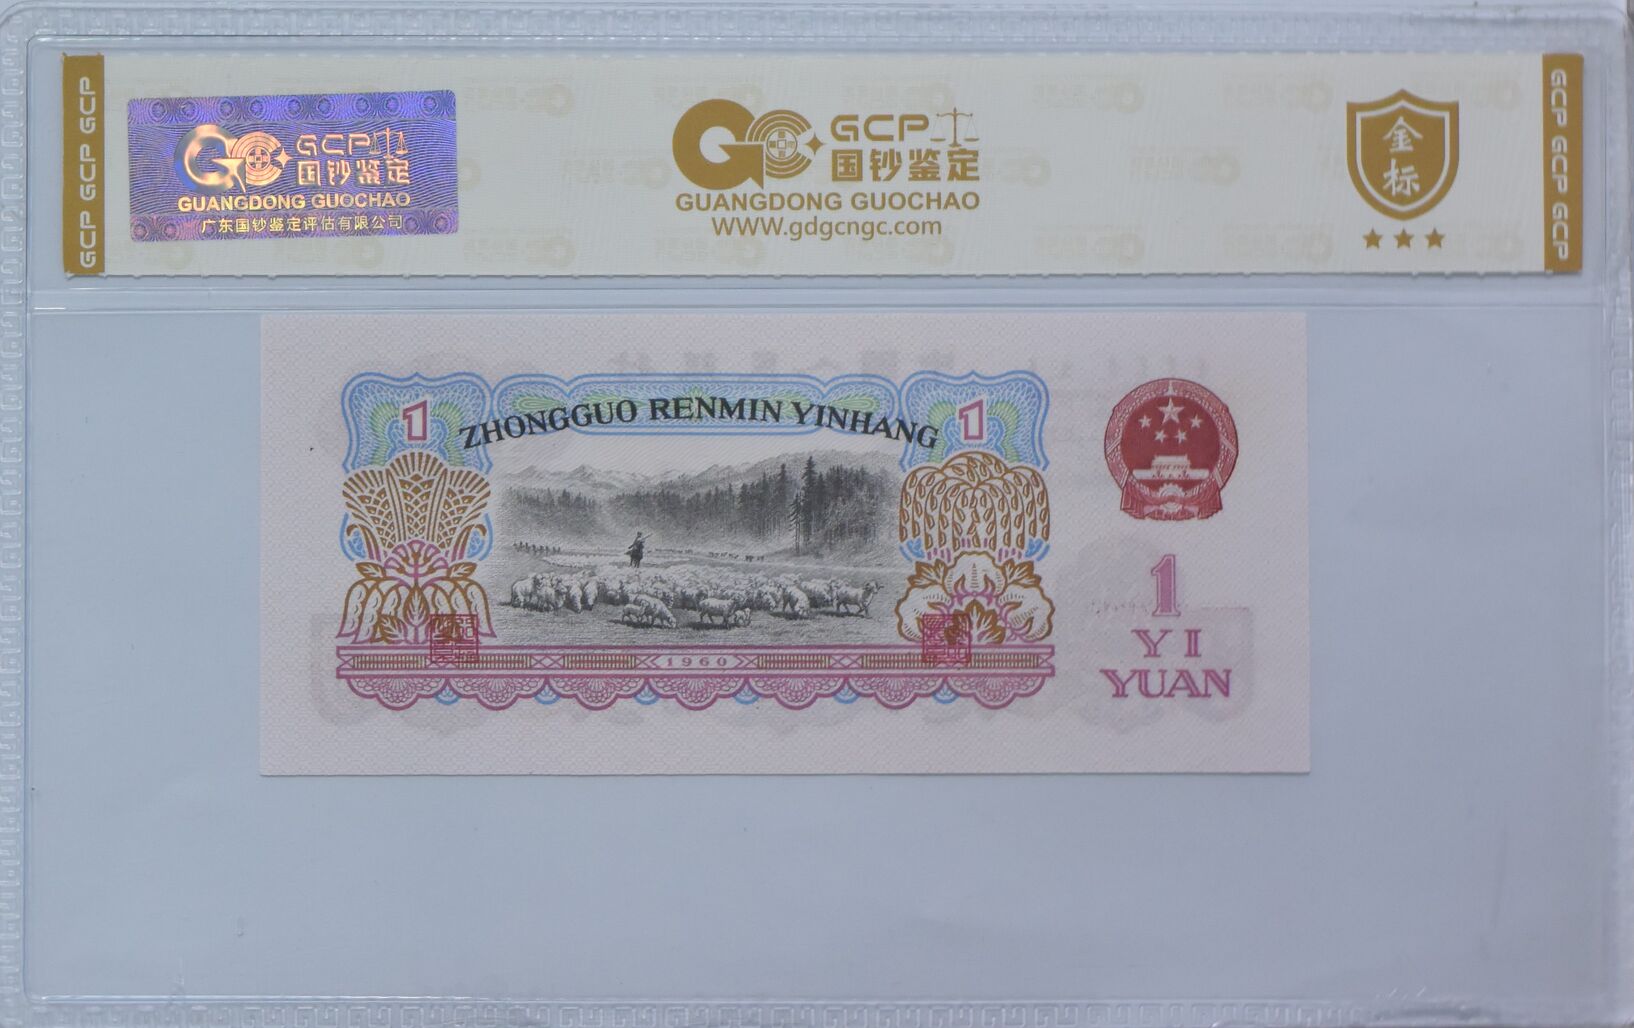 GCP GCP GCP
GCP
国钞鉴定
GUANGDONG GUOCHAO
广东国钞鉴定评估有限公司
GCP
国钞鉴定
GUANGDONG GUOCHAO
WWW.gdgcngc.com
金
标
GCP GCP GCP
1
ZHONGGUO RENMIN YINHANG
1
1960
1
YI
YUAN